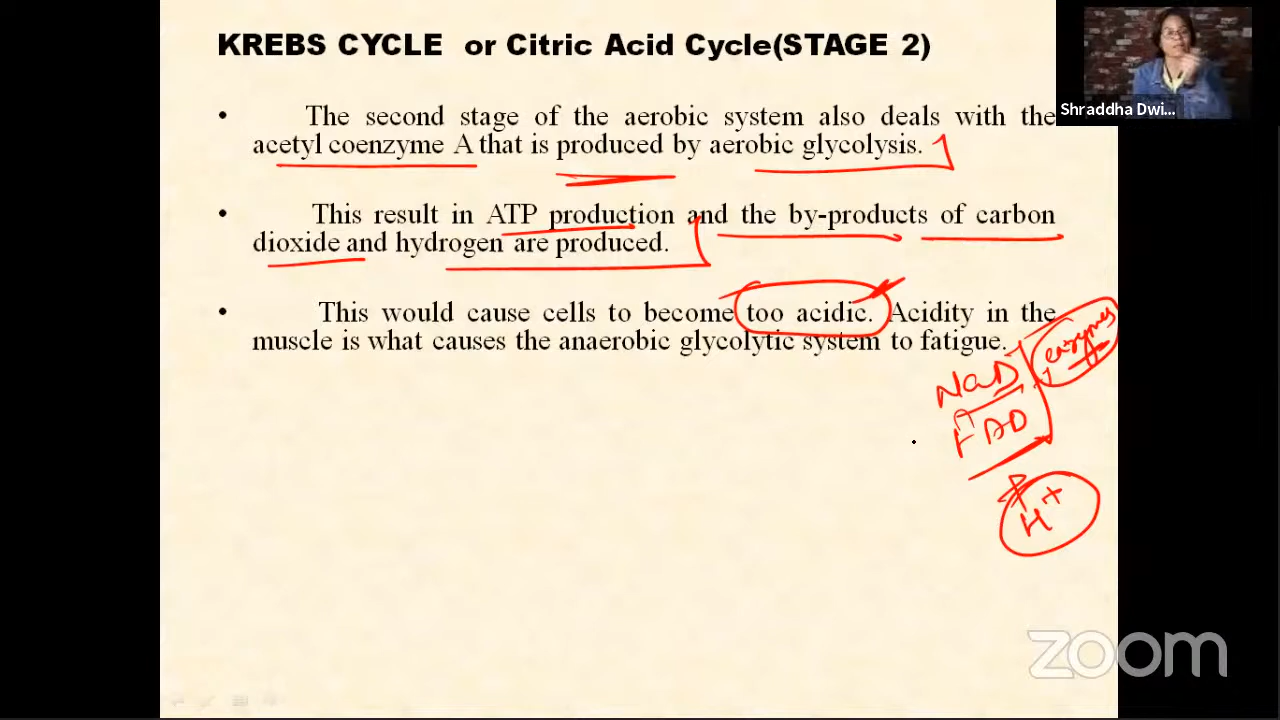 KREBS CYCLE or Citric Acid Cycle(STAGE 2)
Shraddha Dwi...
• The second stage of the aerobic system also deals with the
acetyl coenzyme A that is produced by aerobic glycolysis.
• This result in ATP production and the by-products of carbon
dioxide and hydrogen are produced.
• This would cause cells to become too acidic. Acidity in the
muscle is what causes the anaerobic glycolytic system to fatigue.
enzymes
NaD
FAD
H+
zoom